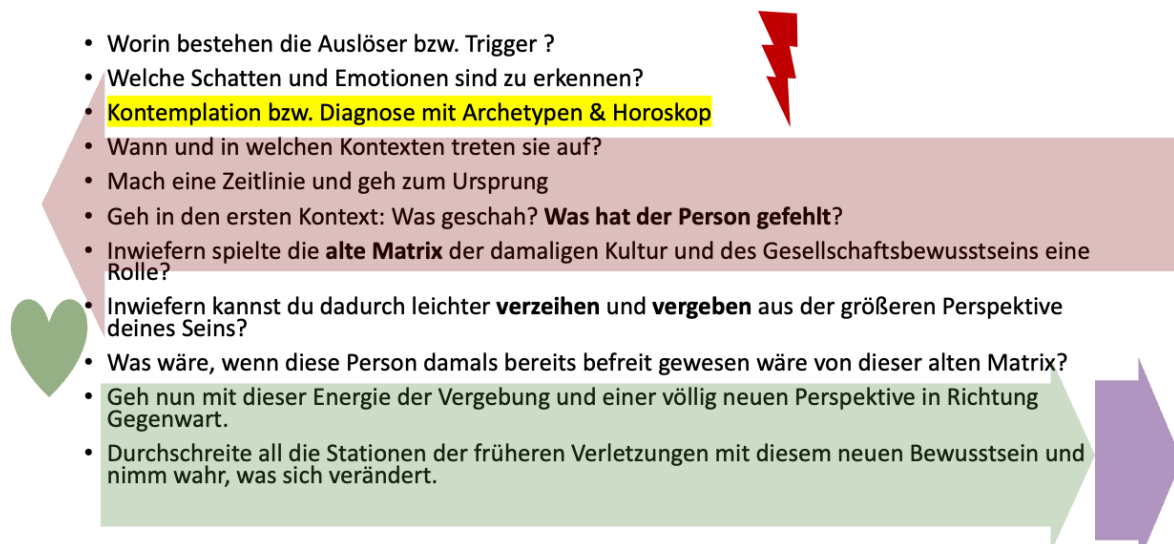 • Worin bestehen die Auslöser bzw. Trigger ?
• Welche Schatten und Emotionen sind zu erkennen?
• Kontemplation bzw. Diagnose mit Archetypen & Horoskop
• Wann und in welchen Kontexten treten sie auf?
• Mach eine Zeitlinie und geh zum Ursprung
• Geh in den ersten Kontext: Was geschah? Was hat der Person gefehlt?
• Inwiefern spielte die alte Matrix der damaligen Kultur und des Gesellschaftsbewusstseins eine
Rolle?
• Inwiefern kannst du dadurch leichter verzeihen und vergeben aus der größeren Perspektive
deines Seins?
• Was wäre, wenn diese Person damals bereits befreit gewesen wäre von dieser alten Matrix?
• Geh nun mit dieser Energie der Vergebung und einer völlig neuen Perspektive in Richtung
Gegenwart.
• Durchschreite all die Stationen der früheren Verletzungen mit diesem neuen Bewusstsein und
nimm wahr, was sich verändert.